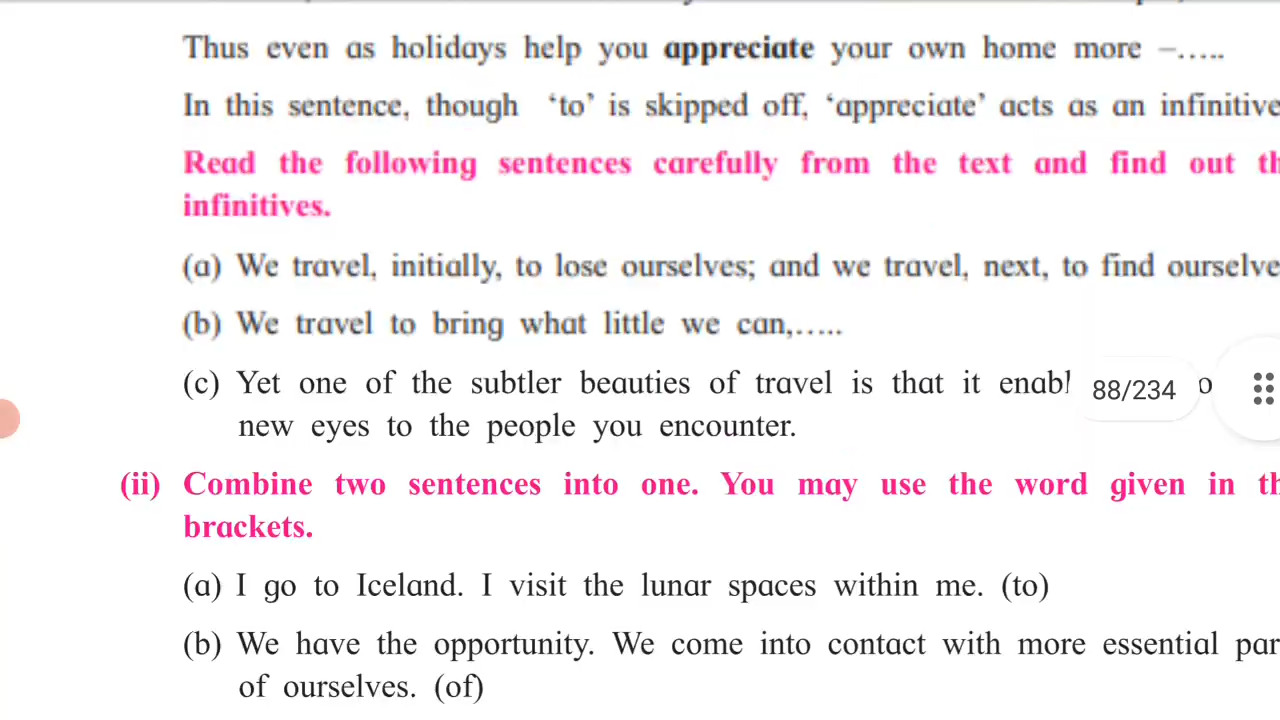 Thus even as holidays help you appreciate your own home more –.....
In this sentence, though 'to' is skipped off, 'appreciate' acts as an infinitive
Read the following sentences carefully from the text and find out
infinitives.
(a) We travel, initially, to lose ourselves; and we travel, next, to find
(b) We travel to bring what little we can,.....
(c) Yet one of the subtler beauties of travel is that it
88/234
new eyes to the people you encounter.
(ii) Combine two sentences into one. You may use the word given in
brackets.
(a) I go to Iceland. I visit the lunar spaces within me. (to)
(b) We have the opportunity. We come into contact with more essential
of ourselves. (of)